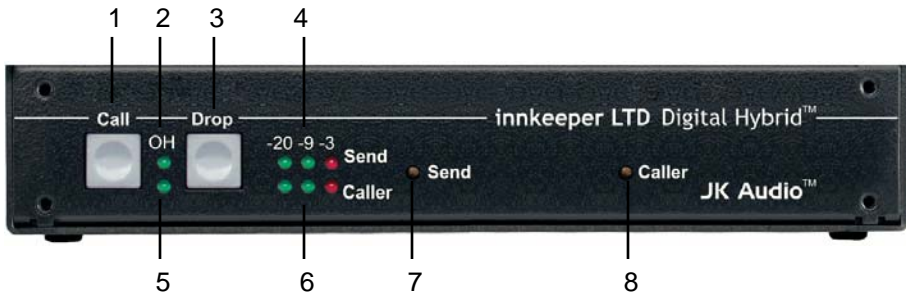 1 2 3 4
Call Drop innkeeper LTD Digital Hybrid™
OH -20 -9 -3
Send Send Caller
Caller JK Audio™
5 6 7 8